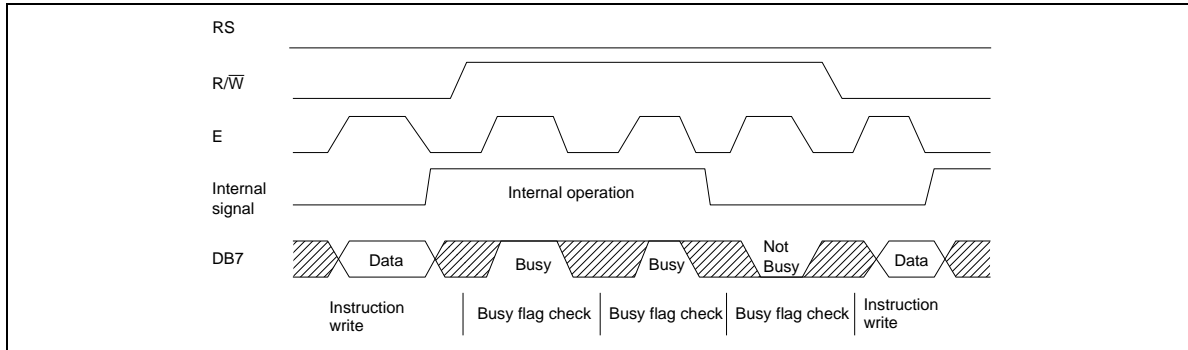 RS
R/W̅
E
Internal
signal
Internal operation
DB7
Data
Busy
Busy
Not
Busy
Data
Instruction
write
Busy flag check
Busy flag check
Busy flag check
Instruction
write